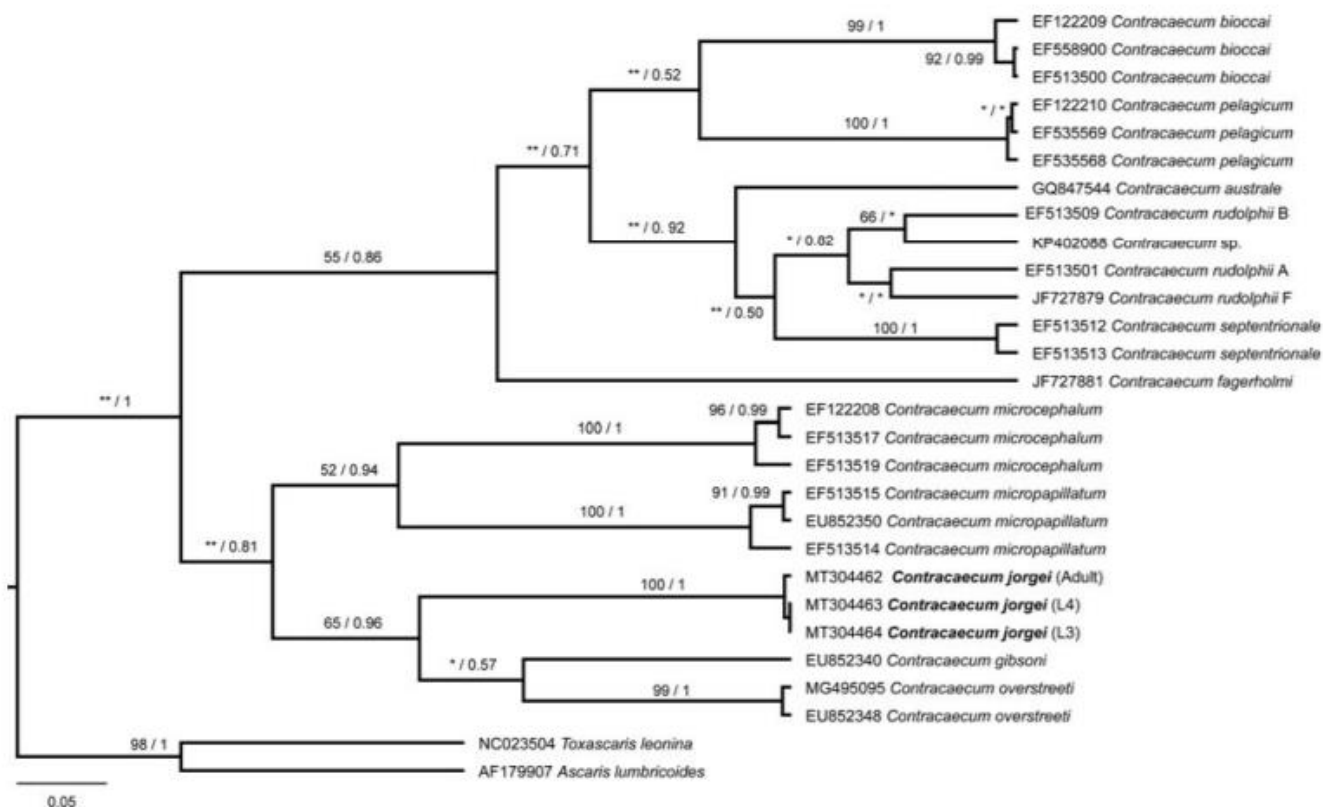 99 / 1
EF122209 Contracaecum bioccai
EF558900 Contracaecum bioccai
92 / 0.99
EF513500 Contracaecum bioccai
** / 0.52
EF122210 Contracaecum pelagicum
* / *
EF535569 Contracaecum pelagicum
100 / 1
EF535568 Contracaecum pelagicum
** / 0.71
GQ847544 Contracaecum australe
66 / *
EF513509 Contracaecum rudolphii B
** / 0. 92
* / 0.82
KP402088 Contracaecum sp.
55 / 0.86
EF513501 Contracaecum rudolphii A
* / *
JF727879 Contracaecum rudolphii F
** / 0.50
100 / 1
EF513512 Contracaecum septentrionale
EF513513 Contracaecum septentrionale
JF727881 Contracaecum fagerholmi
** / 1
96 / 0.99
EF122208 Contracaecum microcephalum
100 / 1
EF513517 Contracaecum microcephalum
52 / 0.94
EF513519 Contracaecum microcephalum
91 / 0.99
EF513515 Contracaecum micropapillatum
100 / 1
EU852350 Contracaecum micropapillatum
** / 0.81
EF513514 Contracaecum micropapillatum
100 / 1
MT304462 Contracaecum jorgei (Adult)
MT304463 Contracaecum jorgei (L4)
65 / 0.96
MT304464 Contracaecum jorgei (L3)
* / 0.57
EU852340 Contracaecum gibsoni
99 / 1
MG495095 Contracaecum overstreeti
EU852348 Contracaecum overstreeti
98 / 1
NC023504 Toxascaris leonina
AF179907 Ascaris lumbricoides
0.05